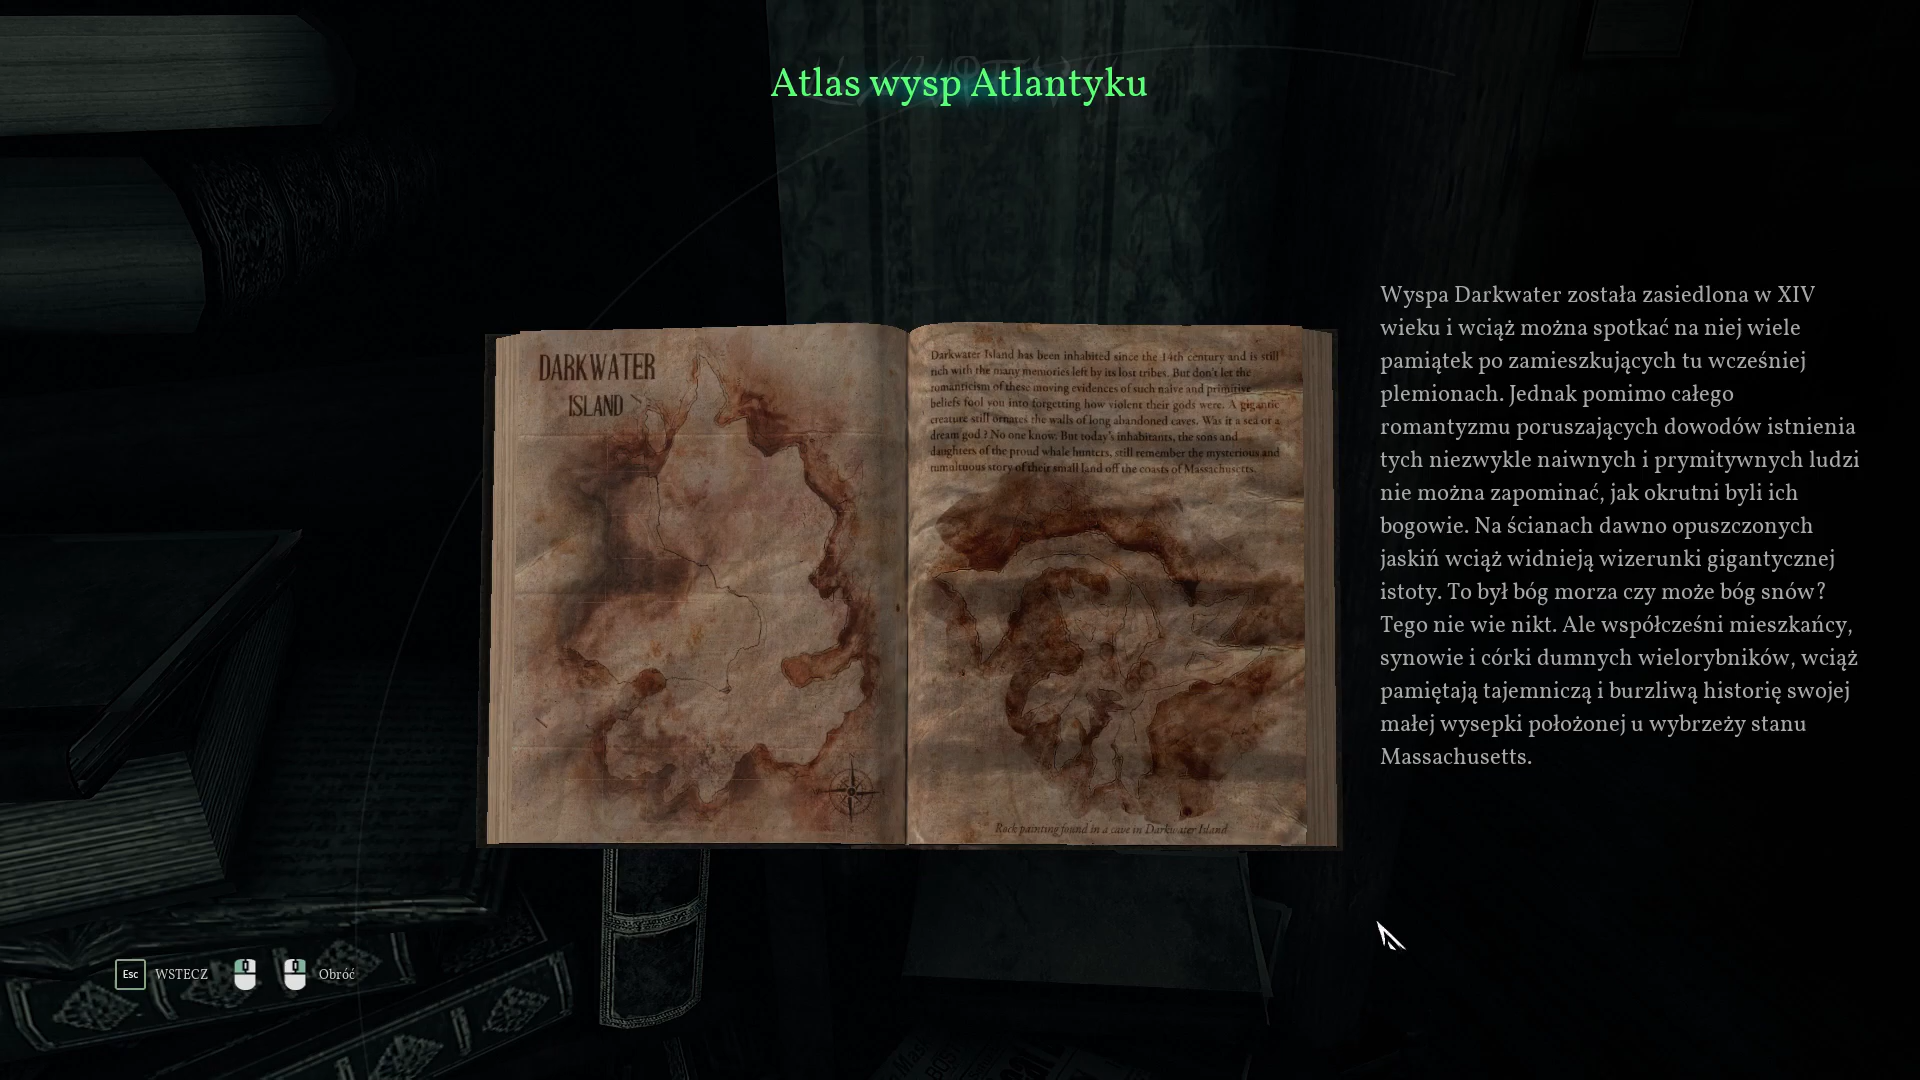 Atlas wysp Atlantyku
DARKWATER
ISLAND
Darkwater Island has been inhabited since the 14th century and is still
rich with the many memories left by its lost tribes. But don't let the
romanticism of these moving evidences of such naive and primitive
beliefs fool you into forgetting how violent their gods were. A gigantic
creature still ornates the walls of long abandoned caves. Was it a sea or a
dream god ? No one know. But today's inhabitants, the sons and
daughters of the proud whale hunters, still remember the mysterious and
tumultuous story of their small land off the coasts of Massachusetts.
Rock painting found in a cave in Darkwater Island
Wyspa Darkwater została zasiedlona w XIV
wieku i wciąż można spotkać na niej wiele
pamiątek po zamieszkujących tu wcześniej
plemionach. Jednak pomimo całego
romantyzmu poruszających dowodów istnienia
tych niezwykle naiwnych i prymitywnych ludzi
nie można zapominać, jak okrutni byli ich
bogowie. Na ścianach dawno opuszczonych
jaskiń wciąż widnieją wizerunki gigantycznej
istoty. To był bóg morza czy może bóg snów?
Tego nie wie nikt. Ale współcześni mieszkańcy,
synowie i córki dumnych wielorybników, wciąż
pamiętają tajemniczą i burzliwą historię swojej
małej wysepki położonej u wybrzeży stanu
Massachusetts.
Esc WSTECZ Obróć